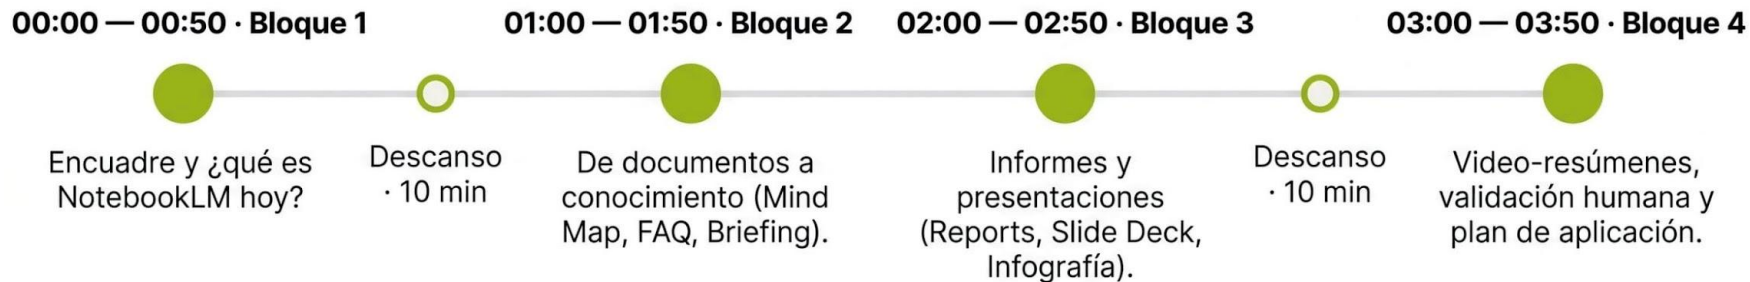 00:00 — 00:50 · Bloque 1
Encuadre y ¿qué es
NotebookLM hoy?
Descanso
· 10 min
01:00 — 01:50 · Bloque 2
De documentos a
conocimiento (Mind
Map, FAQ, Briefing).
02:00 — 02:50 · Bloque 3
Informes y
presentaciones
(Reports, Slide Deck,
Infografía).
Descanso
· 10 min
03:00 — 03:50 · Bloque 4
Video-resúmenes,
validación humana y
plan de aplicación.